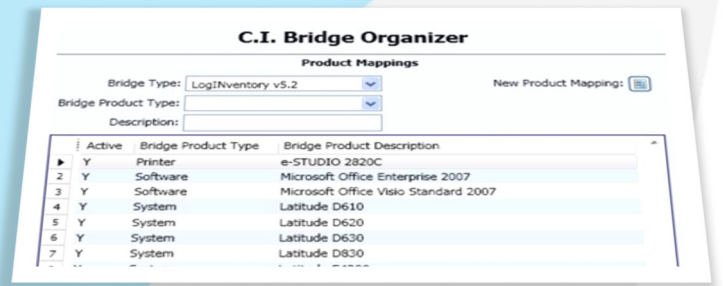 C.I. Bridge Organizer
Product Mappings
Bridge Type: LogINventory v5.2 New Product Mapping:
Bridge Product Type:
Description:
Active Bridge Product Type Bridge Product Description
Y Printer e-STUDIO 2820C
2 Y Software Microsoft Office Enterprise 2007
3 Y Software Microsoft Office Visio Standard 2007
4 Y System Latitude D610
5 Y System Latitude D620
6 Y System Latitude D630
7 Y System Latitude D830